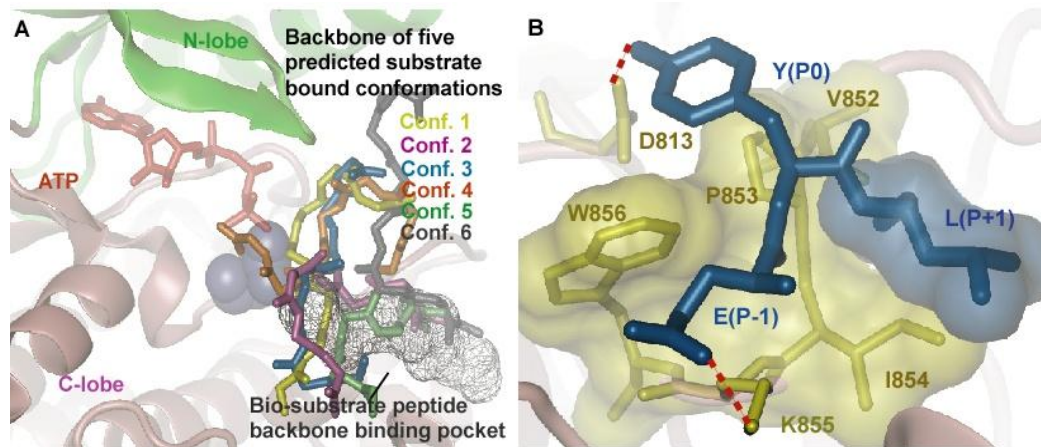 A
N-lobe
Backbone of five
predicted substrate
bound conformations
Conf. 1
Conf. 2
Conf. 3
Conf. 4
Conf. 5
Conf. 6
ATP
C-lobe
Bio-substrate peptide
backbone binding pocket
B
Y(P0)
V852
D813
P853
W856
L(P+1)
E(P-1)
I854
K855